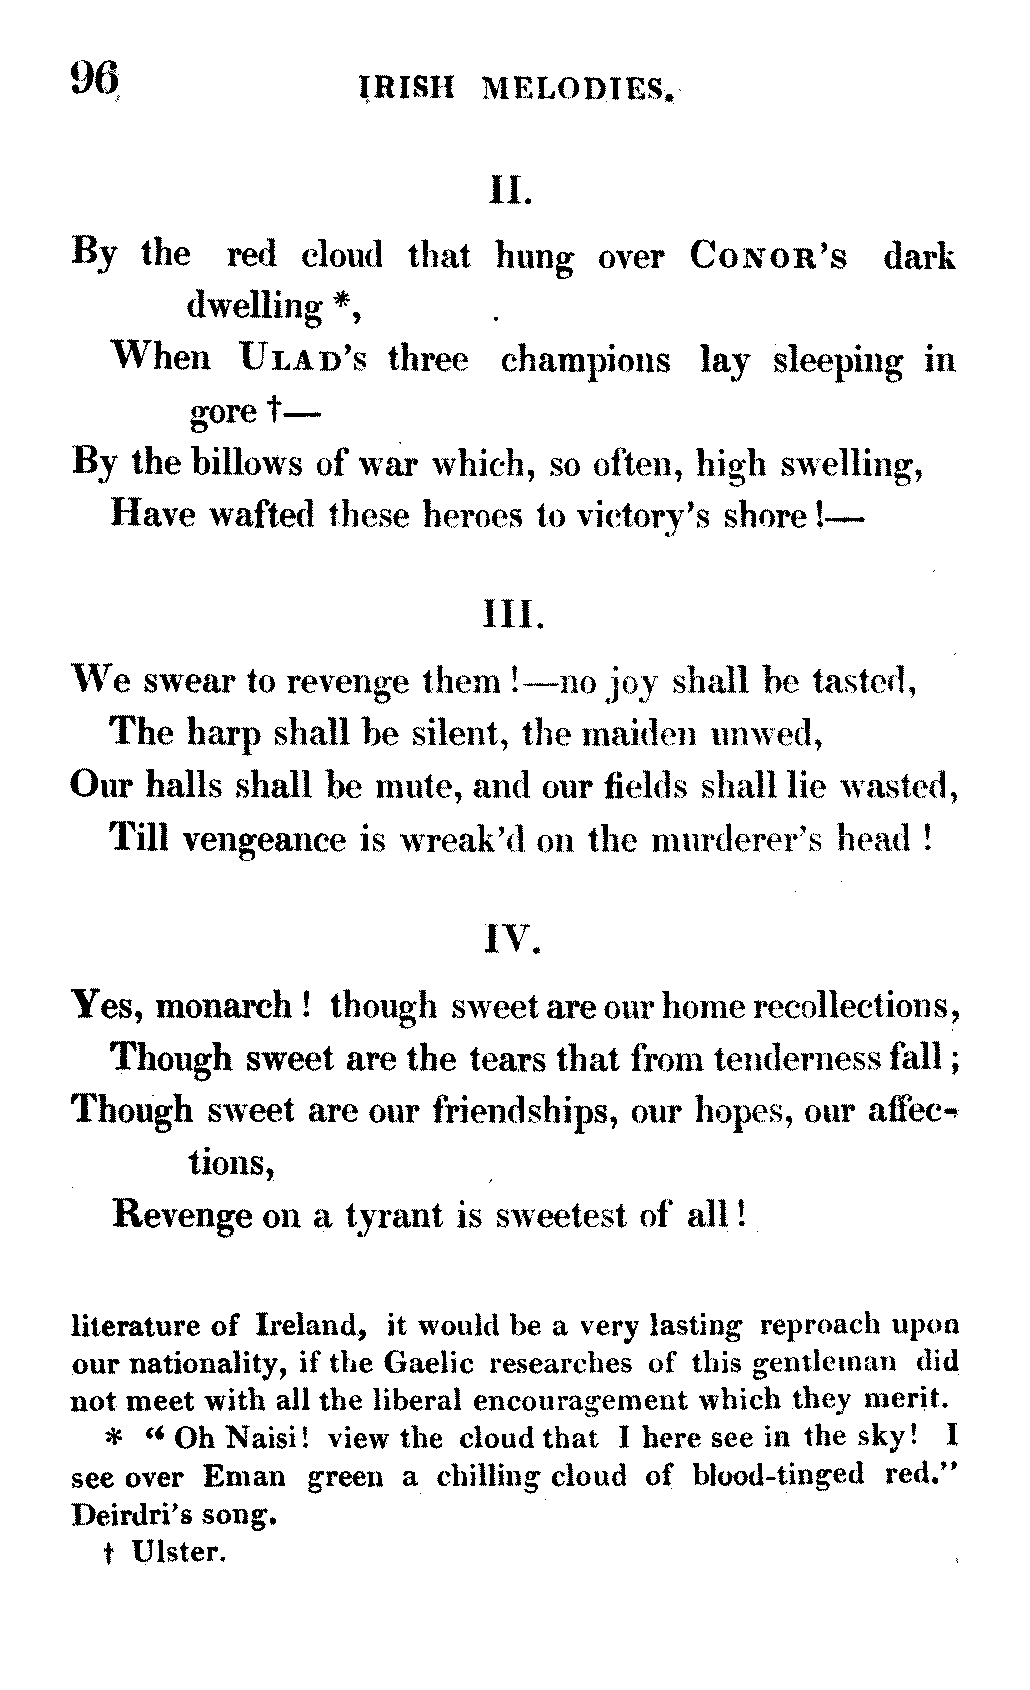 96 IRISH MELODIES.
II.
By the red cloud that hung over CONOR'S dark
dwelling *,
When ULAD'S three champions lay sleeping in
gore †—
By the billows of war which, so often, high swelling,
Have wafted these heroes to victory's shore!—
III.
We swear to revenge them!—no joy shall be tasted,
The harp shall be silent, the maiden unwed,
Our halls shall be mute, and our fields shall lie wasted,
Till vengeance is wreak'd on the murderer's head!
IV.
Yes, monarch! though sweet are our home recollections,
Though sweet are the tears that from tenderness fall;
Though sweet are our friendships, our hopes, our affec-
tions,
Revenge on a tyrant is sweetest of all!
literature of Ireland, it would be a very lasting reproach upon
our nationality, if the Gaelic researches of this gentleman did
not meet with all the liberal encouragement which they merit.
* "Oh Naisi! view the cloud that I here see in the sky! I
see over Eman green a chilling cloud of blood-tinged red."
Deirdri's song.
† Ulster.